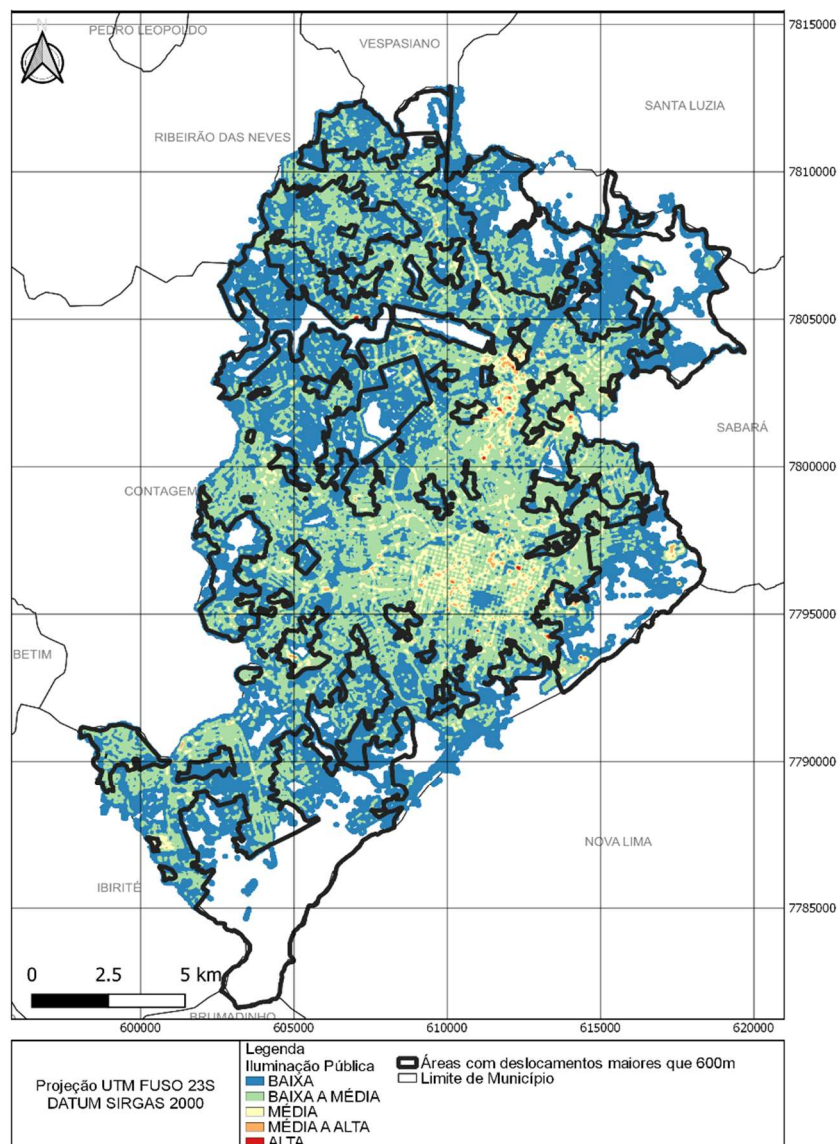 N
PEDRO LEOPOLDO
VESPASIANO
SANTA LUZIA
RIBEIRÃO DAS NEVES
SABARÁ
CONTAGEM
BETIM
NOVA LIMA
IBIRITÉ
BRUMADINHO
7815000
7810000
7805000
7800000
7795000
7790000
7785000
0 2.5 5 km
600000 605000 610000 615000 620000
Projeção UTM FUSO 23S
DATUM SIRGAS 2000
Legenda
Iluminação Pública
BAIXA
BAIXA A MÉDIA
MÉDIA
MÉDIA A ALTA
ALTA
Áreas com deslocamentos maiores que 600m
Limite de Município